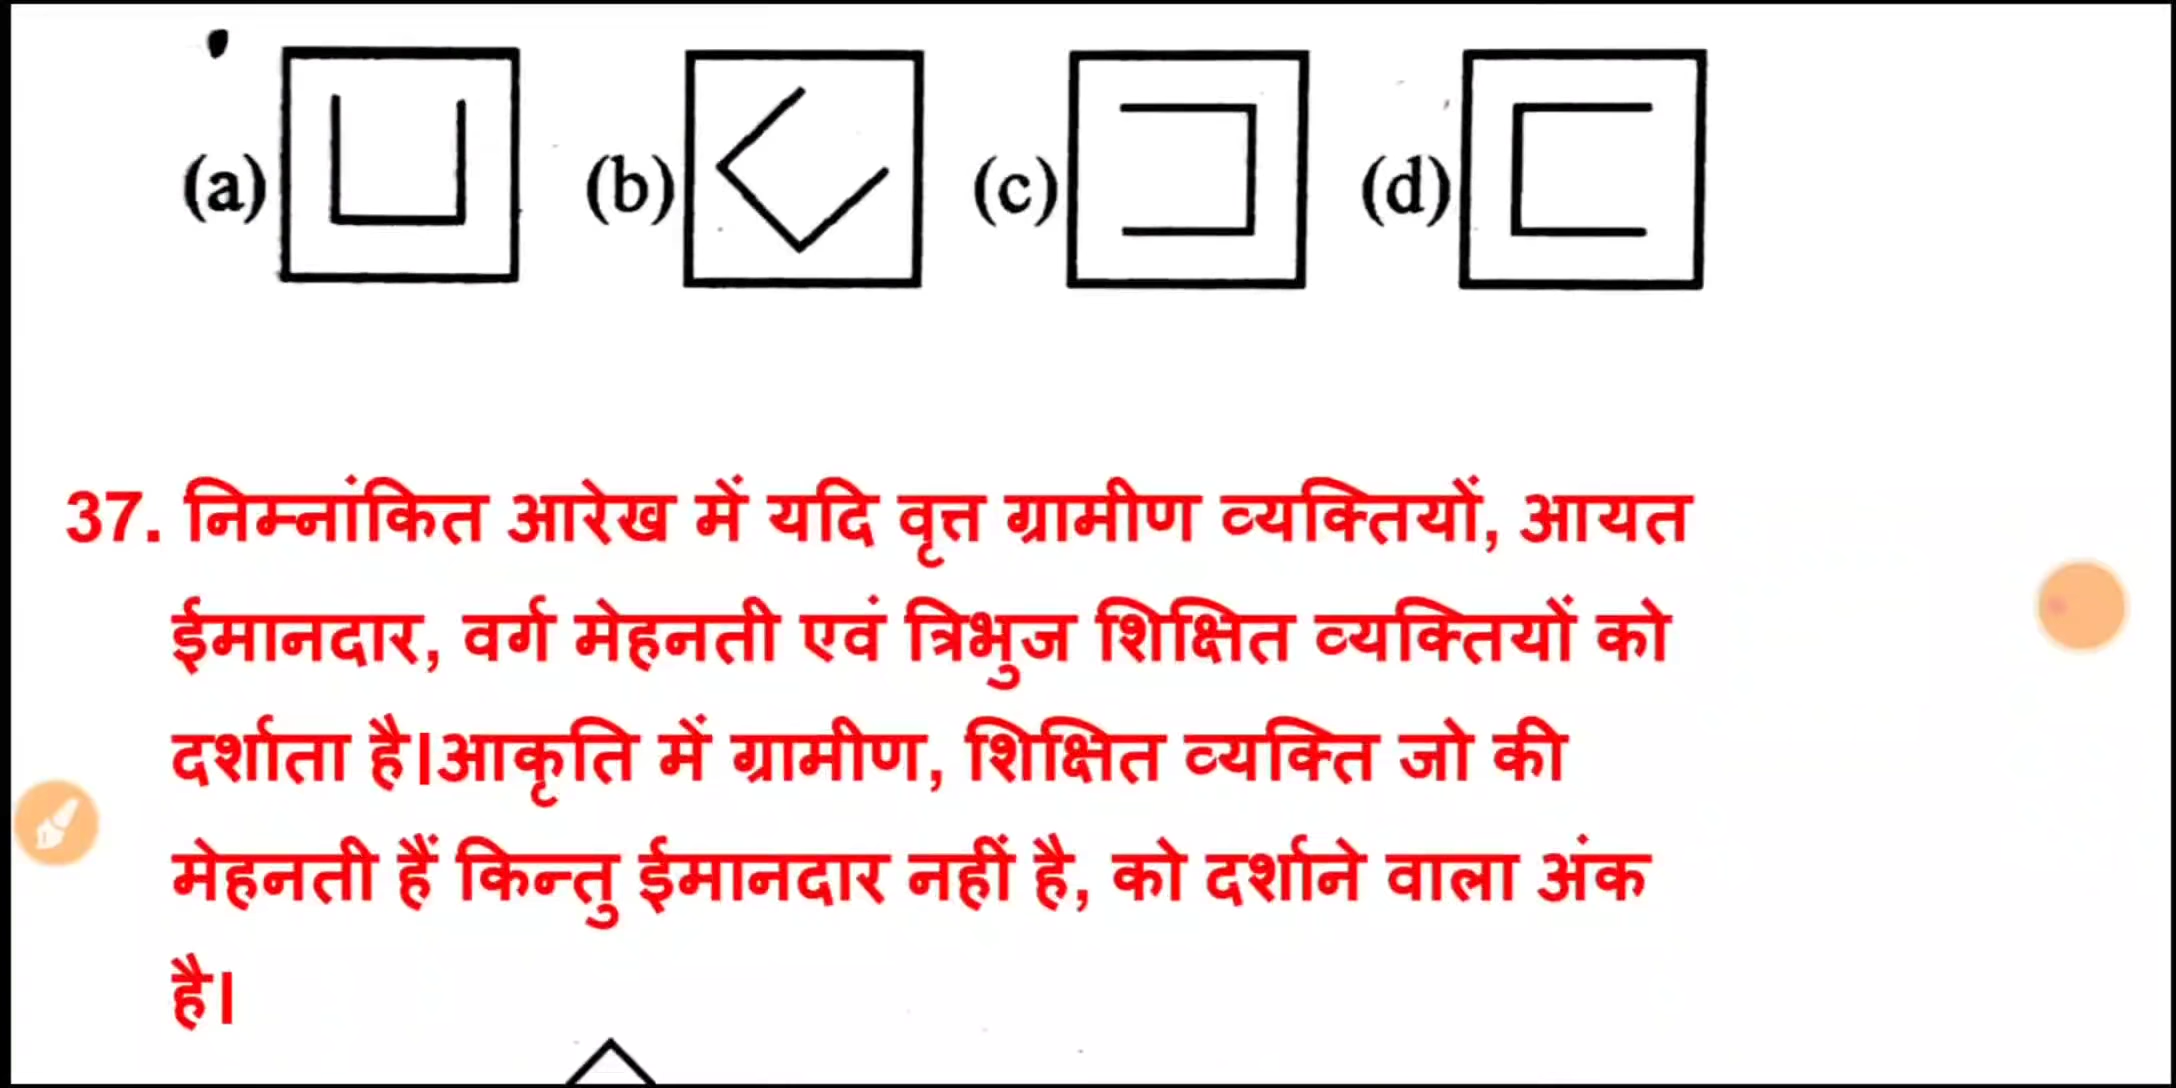 (a) (b) (c) (d)
37. निम्नांकित आरेख में यदि वृत्त ग्रामीण व्यक्तियों, आयत
ईमानदार, वर्ग मेहनती एवं त्रिभुज शिक्षित व्यक्तियों को
दर्शाता है।आकृति में ग्रामीण, शिक्षित व्यक्ति जो की
मेहनती हैं किन्तु ईमानदार नहीं है, को दर्शाने वाला अंक
है।